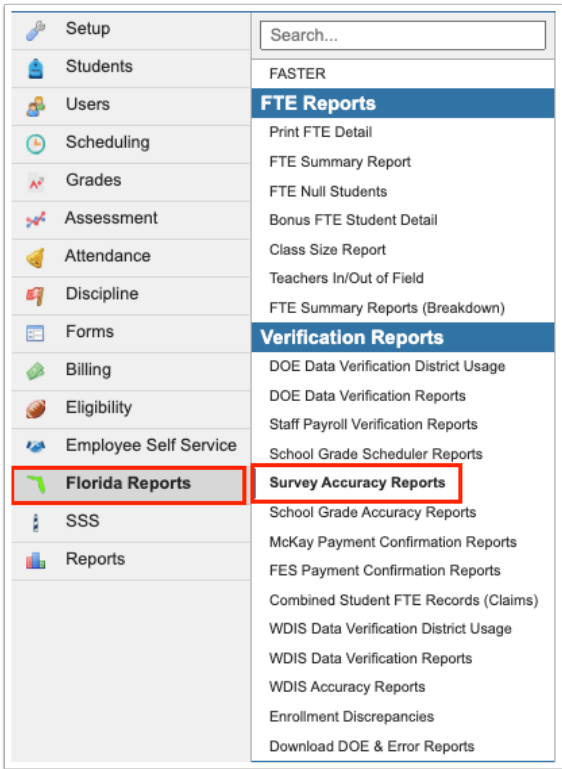 Setup
Students
Users
Scheduling
Grades
Assessment
Attendance
Discipline
Forms
Billing
Eligibility
Employee Self Service
Florida Reports
SSS
Reports
Search...
FASTER
FTE Reports
Print FTE Detail
FTE Summary Report
FTE Null Students
Bonus FTE Student Detail
Class Size Report
Teachers In/Out of Field
FTE Summary Reports (Breakdown)
Verification Reports
DOE Data Verification District Usage
DOE Data Verification Reports
Staff Payroll Verification Reports
School Grade Scheduler Reports
Survey Accuracy Reports
School Grade Accuracy Reports
McKay Payment Confirmation Reports
FES Payment Confirmation Reports
Combined Student FTE Records (Claims)
WDIS Data Verification District Usage
WDIS Data Verification Reports
WDIS Accuracy Reports
Enrollment Discrepancies
Download DOE & Error Reports